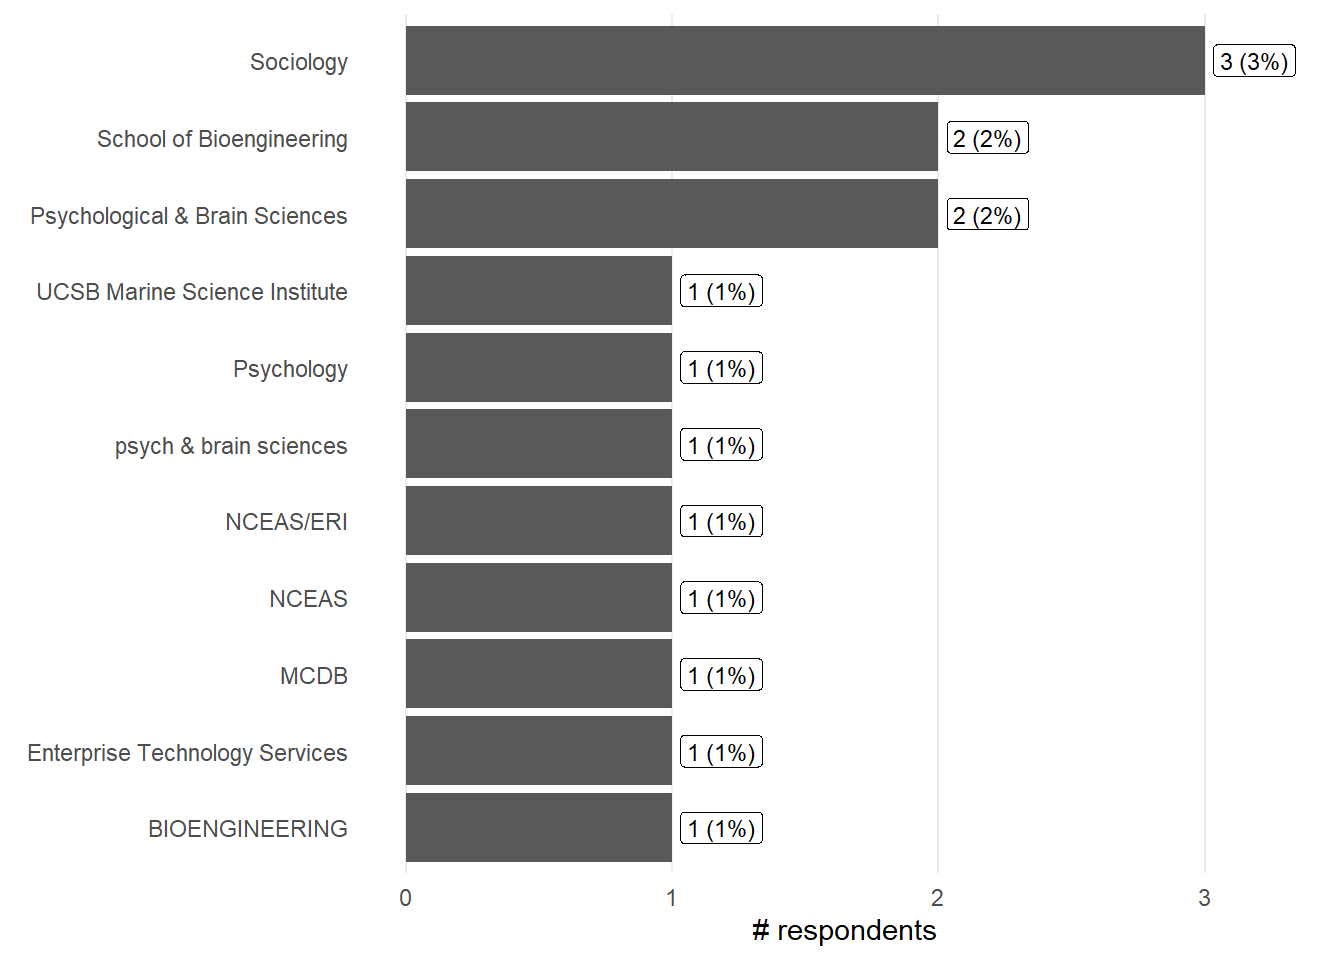 Sociology 3 (3%)
School of Bioengineering 2 (2%)
Psychological & Brain Sciences 2 (2%)
UCSB Marine Science Institute 1 (1%)
Psychology 1 (1%)
psych & brain sciences 1 (1%)
NCEAS/ERI 1 (1%)
NCEAS 1 (1%)
MCDB 1 (1%)
Enterprise Technology Services 1 (1%)
BIOENGINEERING 1 (1%)
0 1 2 3
# respondents